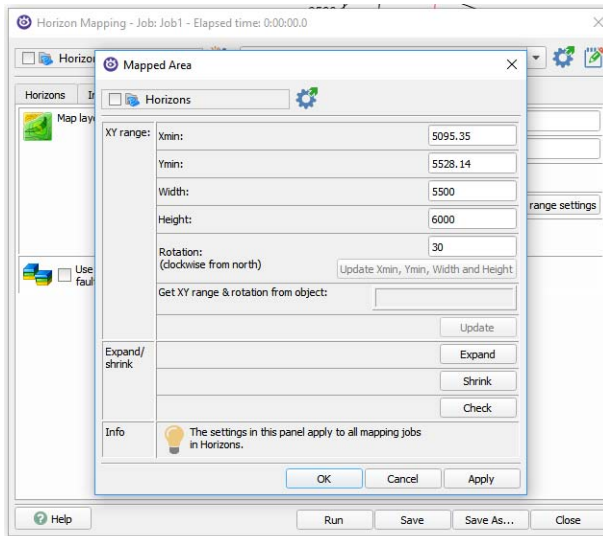 Horizon Mapping - Job: Job1 - Elapsed time: 0:00:00.0
Horizons
Map
Use
Mapped Area
Horizons
XY range:
Xmin:
5095.35
Ymin:
5528.14
Width:
5500
Height:
6000
Rotation:
(clockwise from north)
30
Update Xmin, Ymin, Width and Height
Get XY range & rotation from object:
Update
range settings
Expand/
shrink
Expand
Shrink
Check
Info
The settings in this panel apply to all mapping jobs
in Horizons.
OK Cancel Apply
Help Run Save Save As... Close